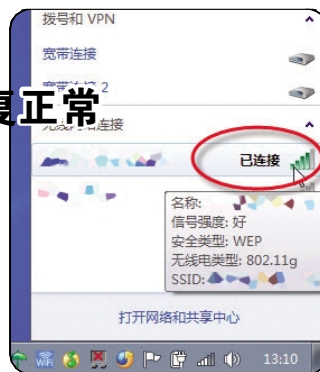 拨号和 VPN
宽带连接
宽带连接 2
复正常
无线网络连接
已连接
名称:
信号强度: 好
安全类型: WEP
无线电类型: 802.11g
SSID:
打开网络和共享中心
WiFi
13:10